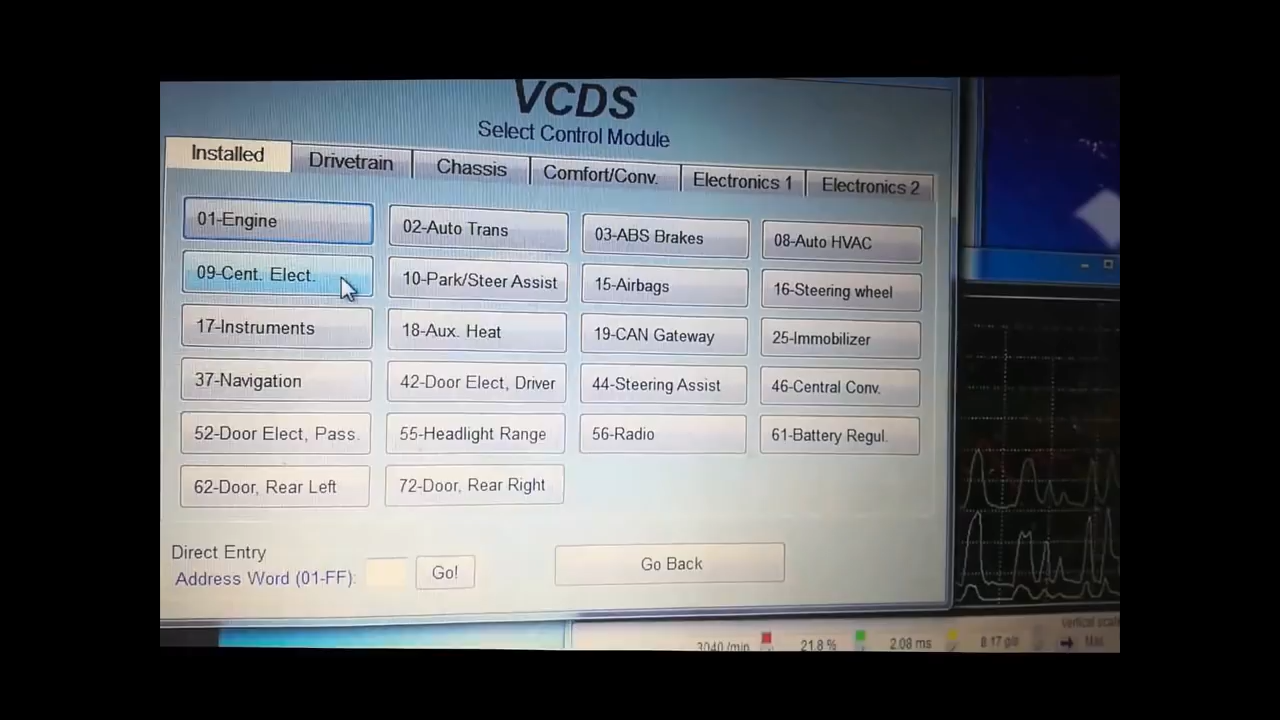 VCDS
Select Control Module
Installed Drivetrain Chassis Comfort/Conv. Electronics 1 Electronics 2
01-Engine 02-Auto Trans 03-ABS Brakes 08-Auto HVAC
09-Cent. Elect. 10-Park/Steer Assist 15-Airbags 16-Steering wheel
17-Instruments 18-Aux. Heat 19-CAN Gateway 25-Immobilizer
37-Navigation 42-Door Elect, Driver 44-Steering Assist 46-Central Conv.
52-Door Elect, Pass. 55-Headlight Range 56-Radio 61-Battery Regul.
62-Door, Rear Left 72-Door, Rear Right
Direct Entry
Address Word (01-FF): Go! Go Back
3040 /min 21.8 % 2.08 ms